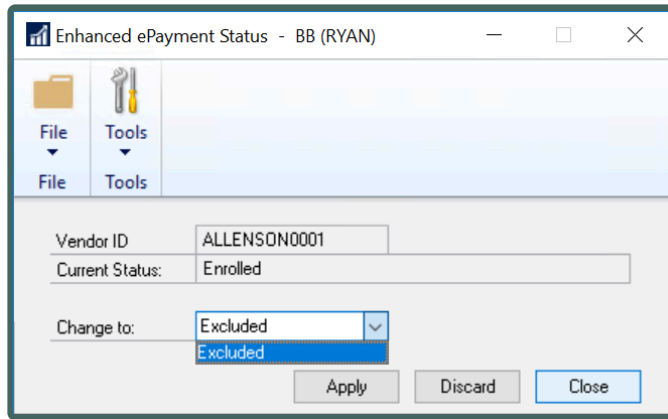 Enhanced ePayment Status - BB (RYAN)
File Tools
File Tools
Vendor ID ALLENSON0001
Current Status: Enrolled
Change to: Excluded
Excluded
Apply Discard Close